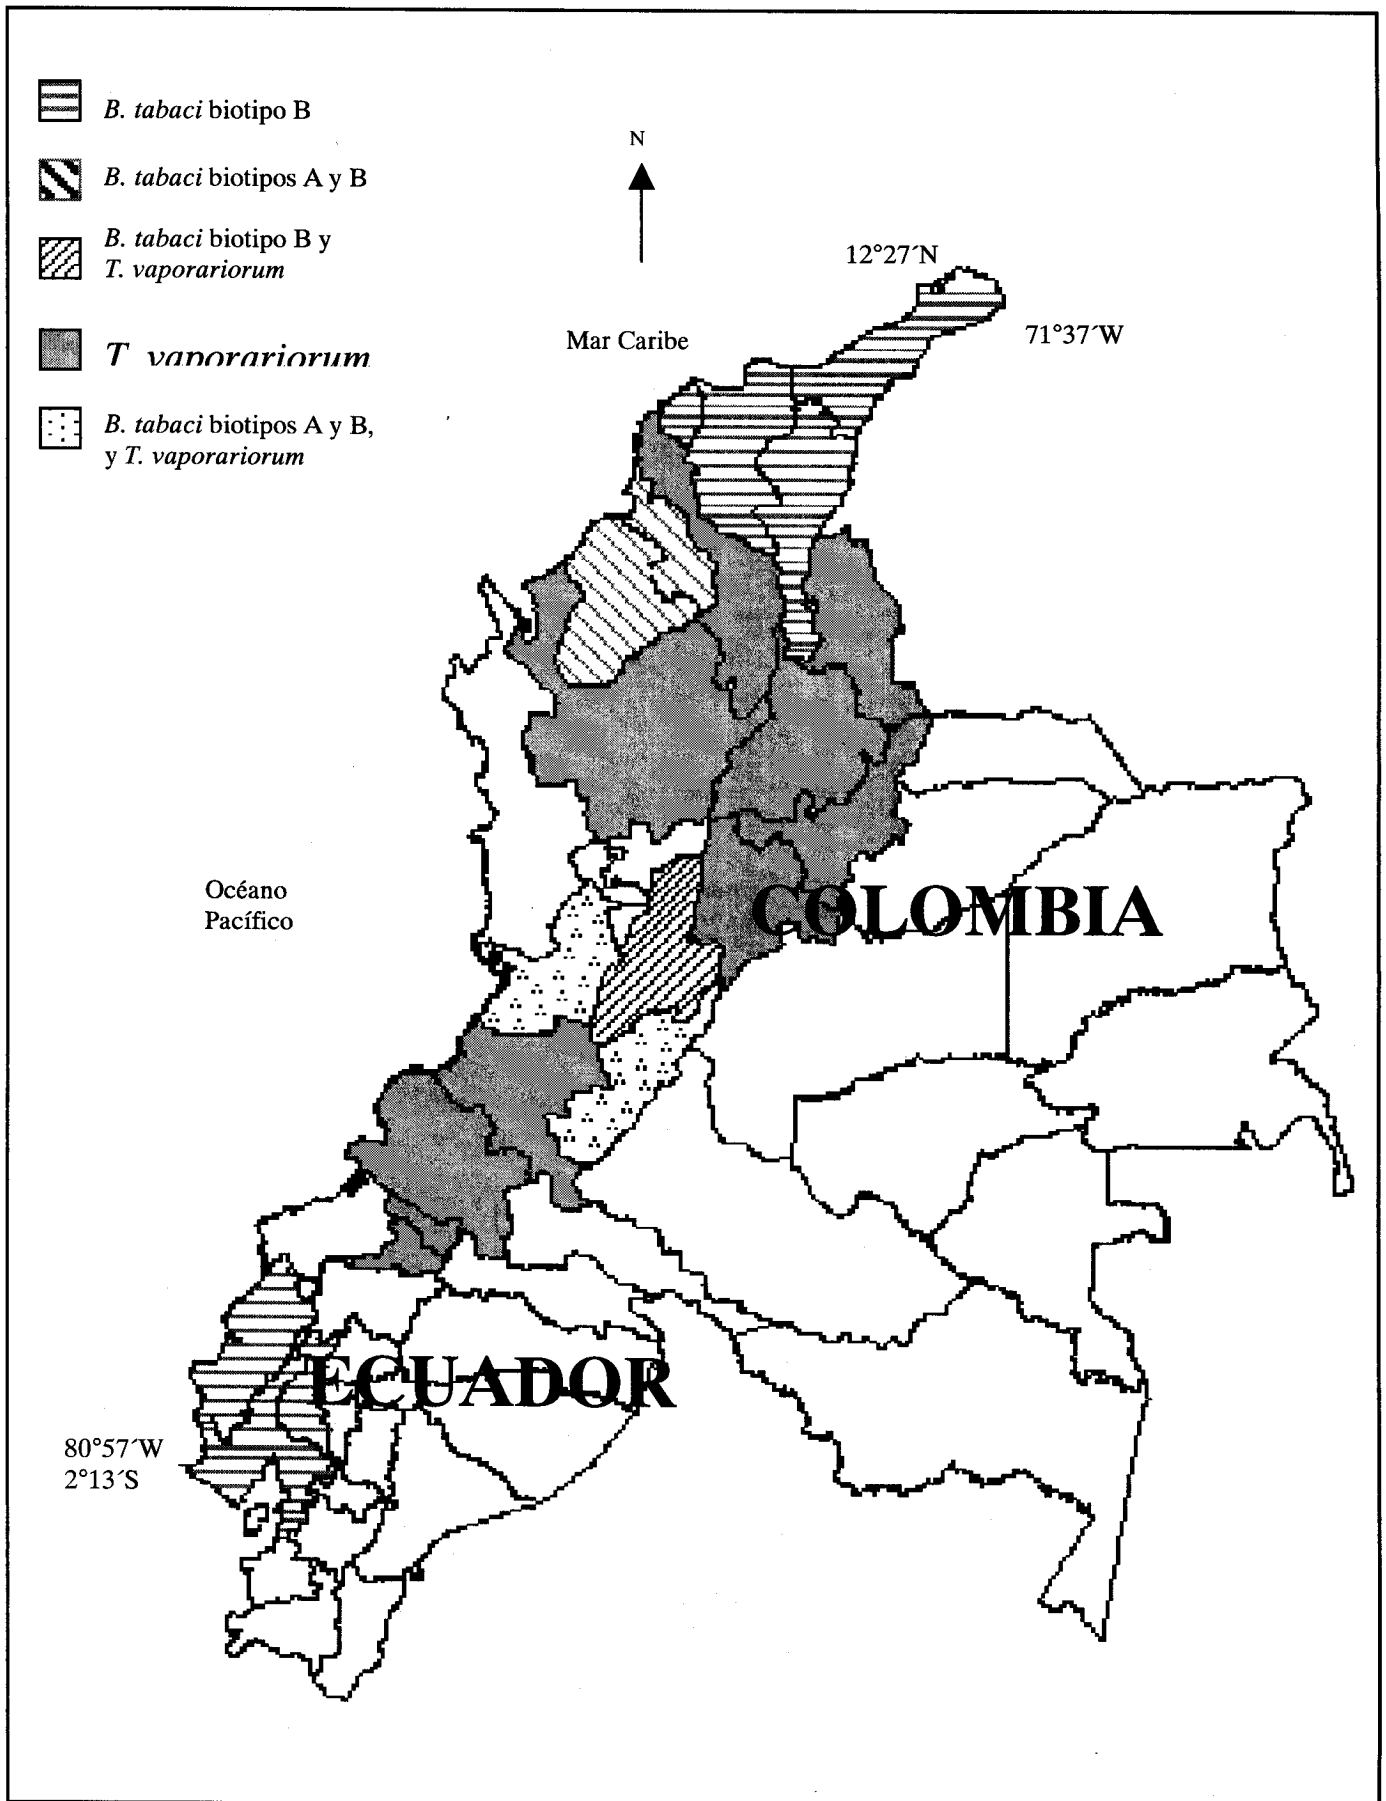 B. tabaci biotipo B
B. tabaci biotipos A y B
B. tabaci biotipo B y
T. vaporariorum
T vaporariorum
B. tabaci biotipos A y B,
y T. vaporariorum
N
12°27´N
71°37´W
Mar Caribe
Océano
Pacífico
COLOMBIA
ECUADOR
80°57´W
2°13´S